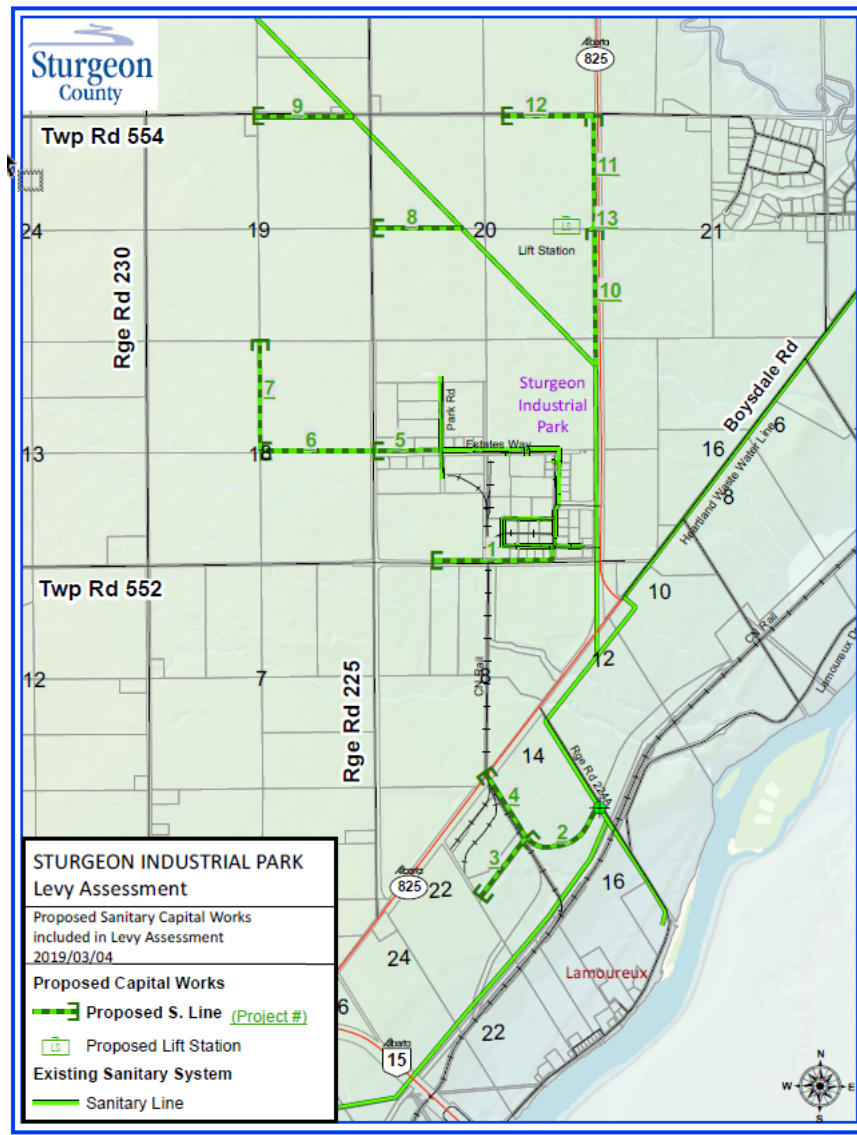 Sturgeon
County
Alberta
825
9
12
Twp Rd 554
11
24
19
8
20
LS
13
21
Lift Station
Rge Rd 230
10
7
Sturgeon
Industrial
Park
Park Rd
Boysdale Rd
6
16
13
18
6
5
Estates Way
Heartland Waste Water Line
8
1
Twp Rd 552
10
CN Rail
12
7
CN Rail
8
12
Lamoureux D
Rge Rd 225
14
Rge Rd 224A
4
2
3
16
Alberta
825
22
24
Lamoureux
6
22
Alberta
15
STURGEON INDUSTRIAL PARK
Levy Assessment
Proposed Sanitary Capital Works
included in Levy Assessment
2019/03/04
Proposed Capital Works
Proposed S. Line (Project #)
LS Proposed Lift Station
Existing Sanitary System
Sanitary Line
N
W E
S